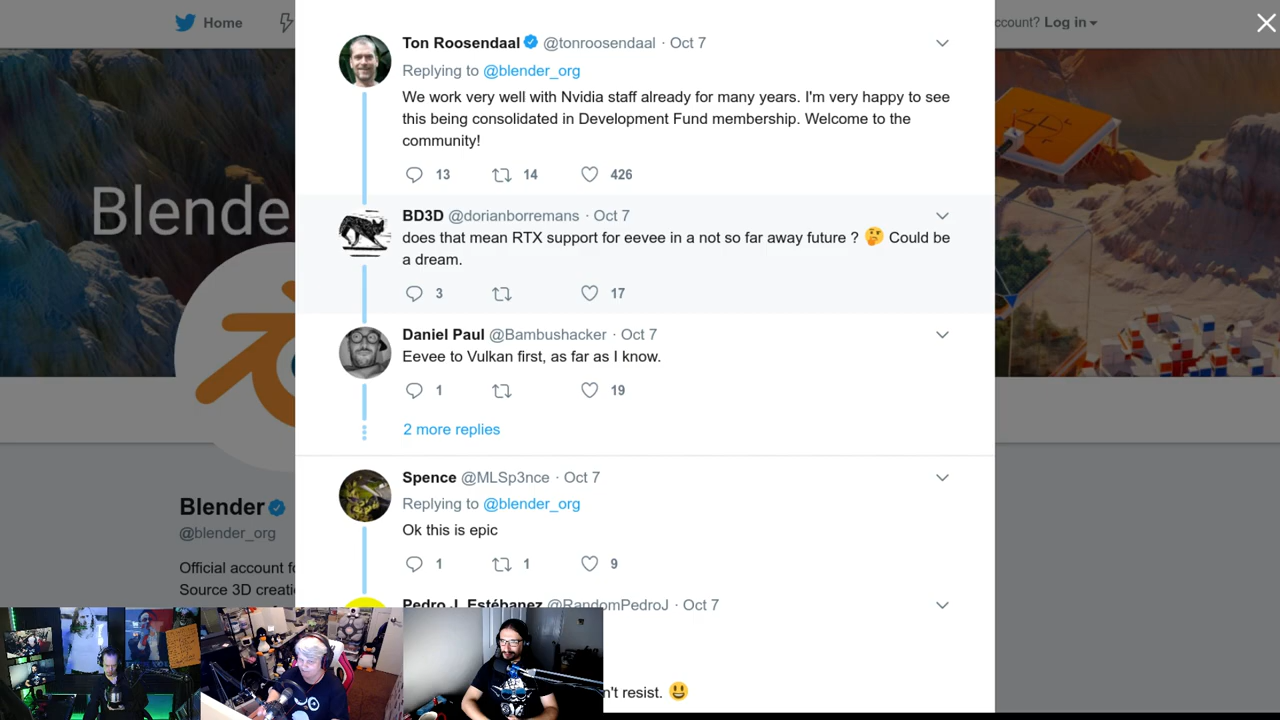 Home
ccount? Log in
Blende
Ton Roosendaal @tonroosendaal · Oct 7
Replying to @blender_org
We work very well with Nvidia staff already for many years. I'm very happy to see
this being consolidated in Development Fund membership. Welcome to the
community!
13 14 426
BD3D @dorianborremans · Oct 7
does that mean RTX support for eevee in a not so far away future ? 🤔 Could be
a dream.
3 17
Daniel Paul @Bambushacker · Oct 7
Eevee to Vulkan first, as far as I know.
1 19
2 more replies
Spence @MLSp3nce · Oct 7
Replying to @blender_org
Ok this is epic
1 1 9
Pedro J. Estébanez @RandomPedroJ · Oct 7
n't resist. 😃
Blender
@blender_org
Official account fo
Source 3D creati